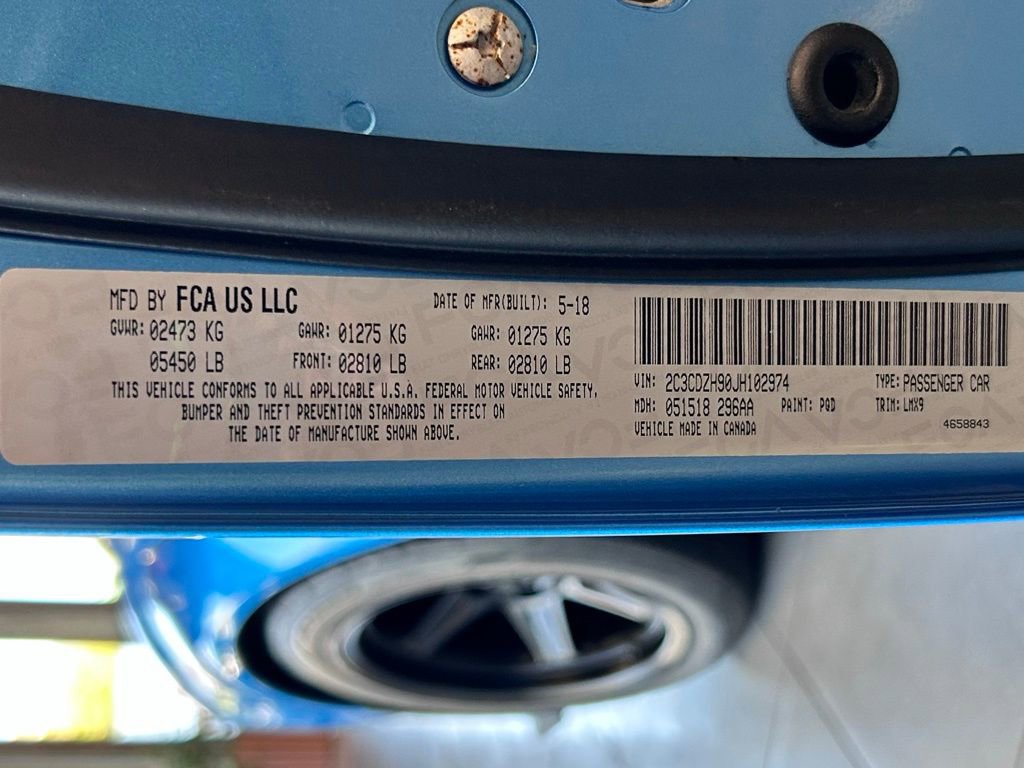 MFD BY FCA US LLC
DATE OF MFR(BUILT): 5-18
GVWR: 02473 KG GAWR: 01275 KG GAWR: 01275 KG
05450 LB FRONT: 02810 LB REAR: 02810 LB
THIS VEHICLE CONFORMS TO ALL APPLICABLE U.S.A. FEDERAL MOTOR VEHICLE SAFETY,
BUMPER AND THEFT PREVENTION STANDARDS IN EFFECT ON
THE DATE OF MANUFACTURE SHOWN ABOVE.
VIN: 2C3CDZH90JH102974 TYPE: PASSENGER CAR
MDH: 051518 296AA PAINT: PQD TRIM: LMX9
VEHICLE MADE IN CANADA 4658843